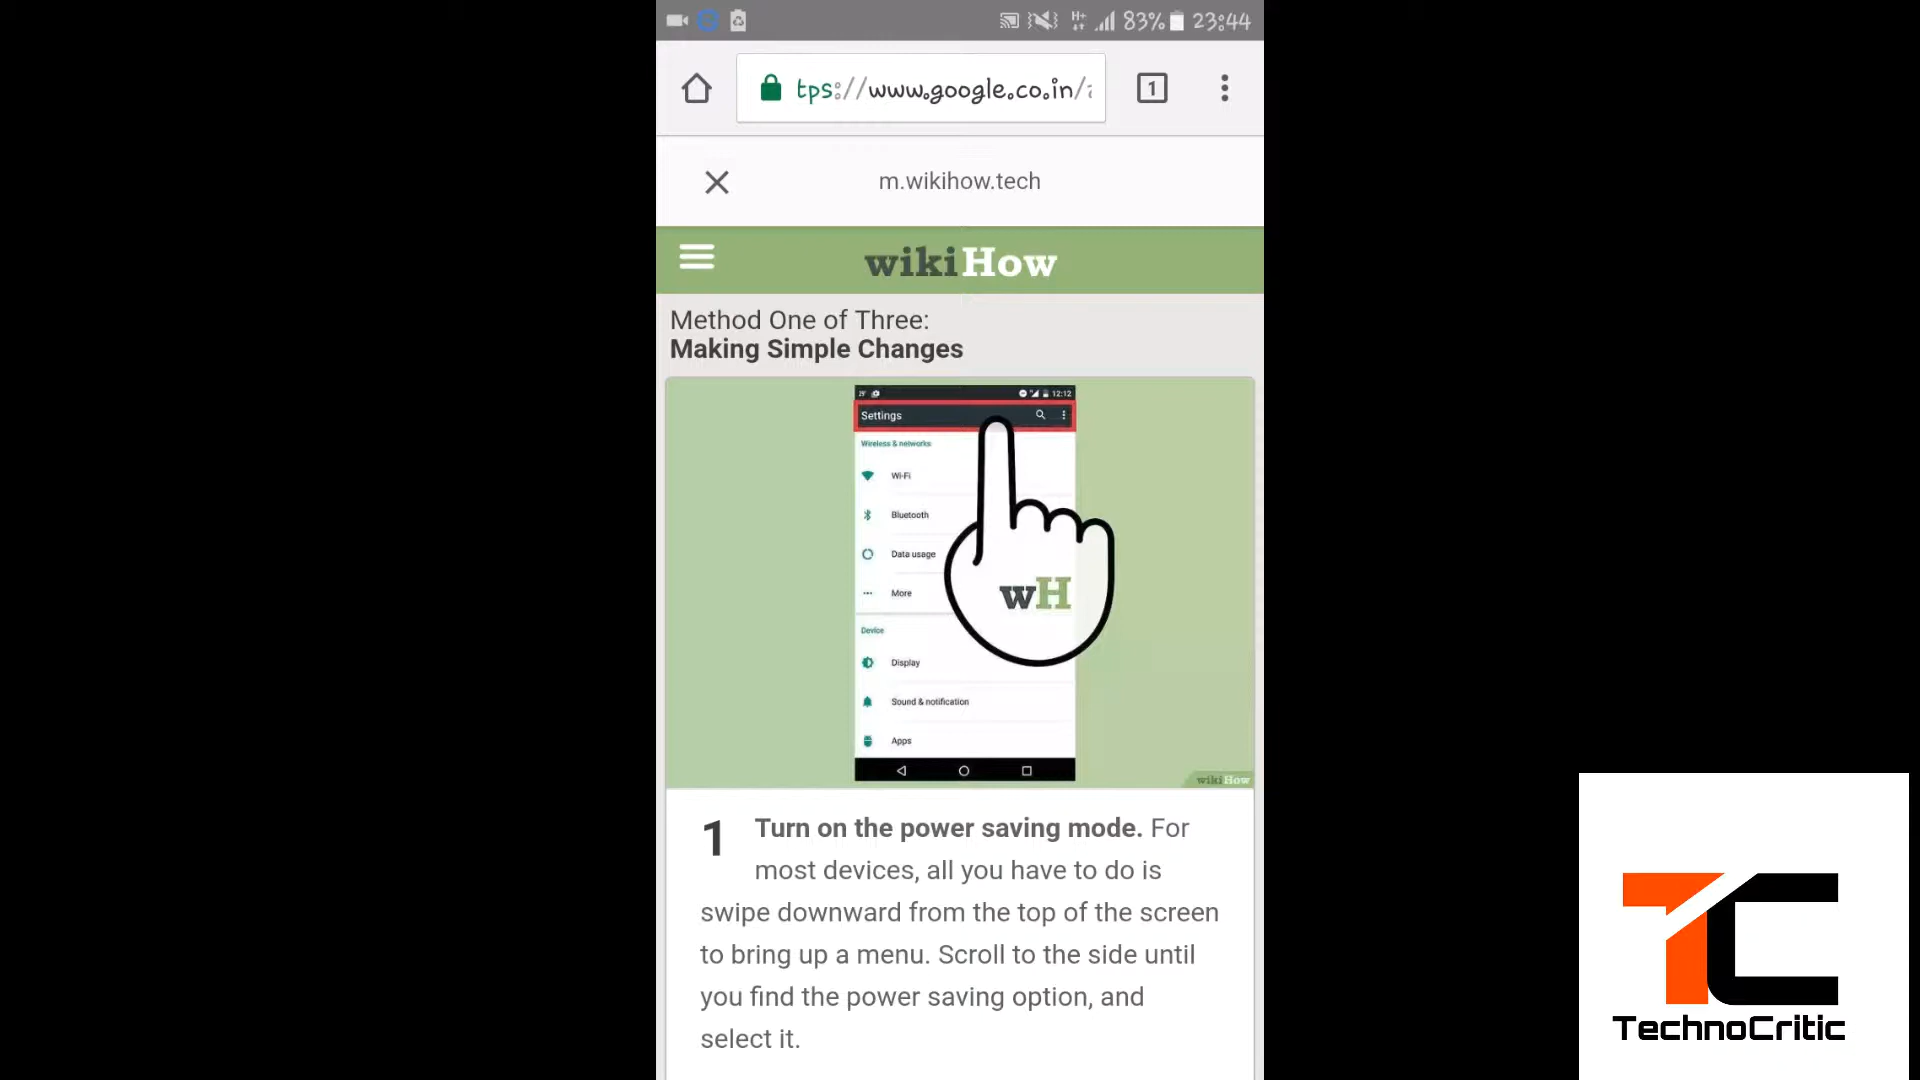 H+ 83% 23:44
tps://www.google.co.in/
1
m.wikihow.tech
wikiHow
Method One of Three:
Making Simple Changes
12:12
Settings
Wireless & networks
Wi-Fi
Bluetooth
Data usage
More
wH
Device
Display
Sound & notification
Apps
wikiHow
1 Turn on the power saving mode. For
most devices, all you have to do is
swipe downward from the top of the screen
to bring up a menu. Scroll to the side until
you find the power saving option, and
select it.
TC
TechnoCritic